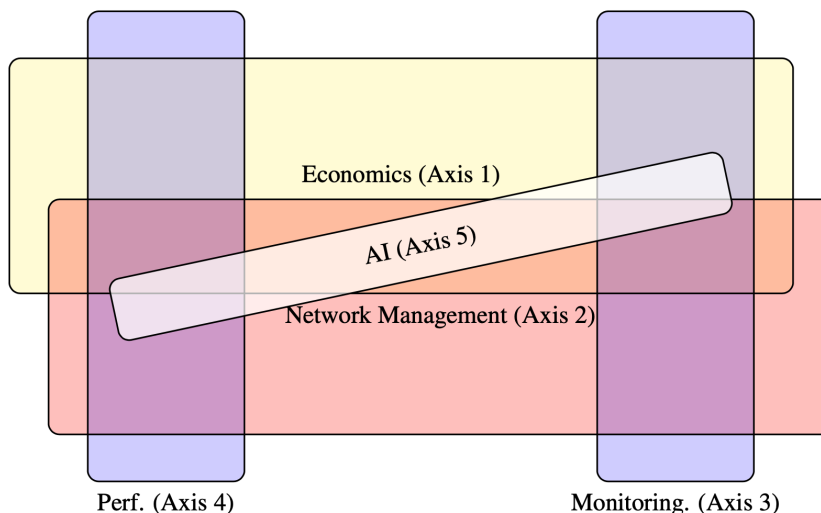 Economics (Axis 1)
AI (Axis 5)
Network Management (Axis 2)
Perf. (Axis 4)
Monitoring. (Axis 3)